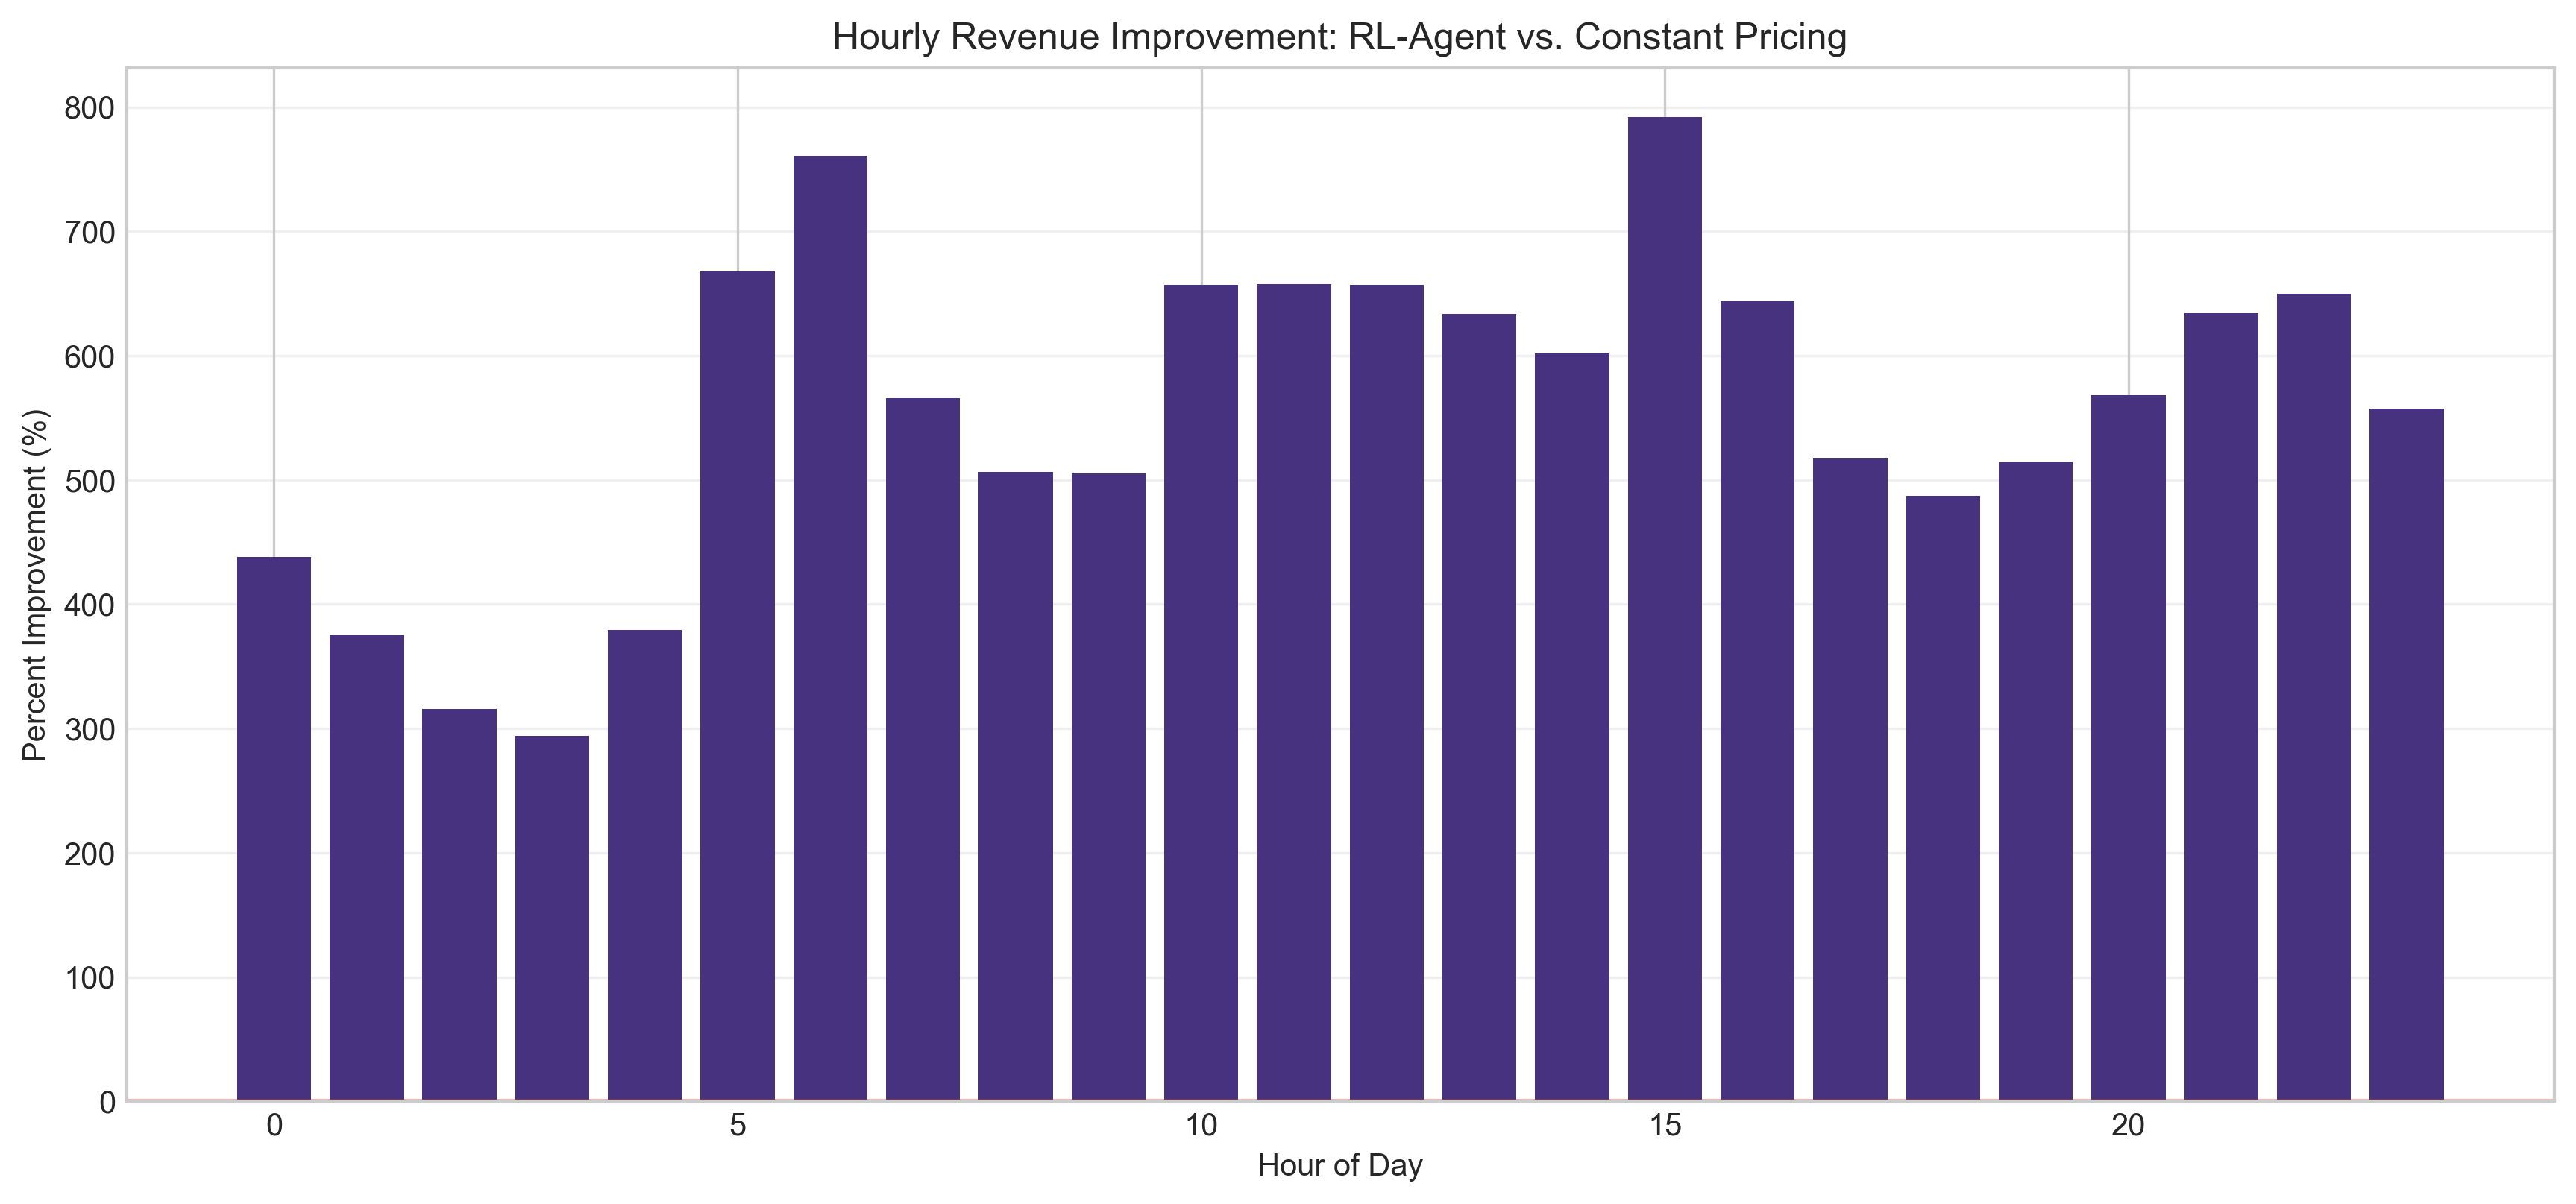 Hourly Revenue Improvement: RL-Agent vs. Constant Pricing
Percent Improvement (%)
800
700
600
500
400
300
200
100
0
0 5 10 15 20
Hour of Day